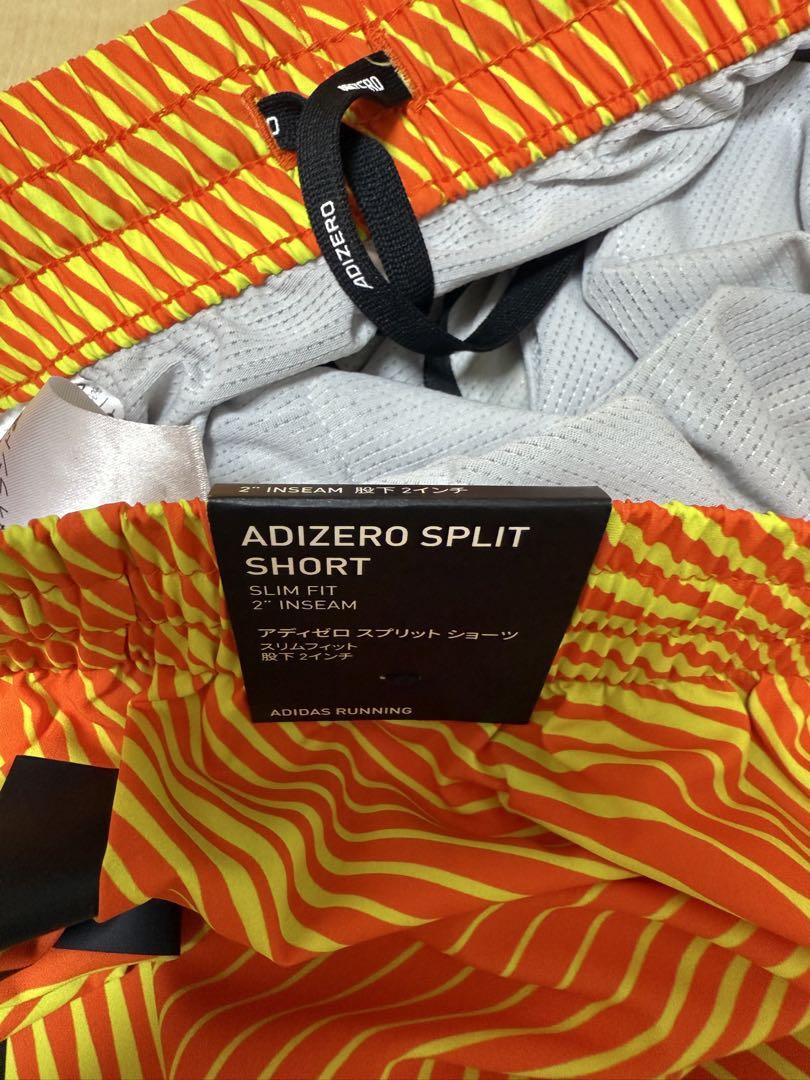 ADIZERO
2" INSEAM 股下 2インチ
ADIZERO SPLIT
SHORT
SLIM FIT
2" INSEAM
アディゼロ スプリット ショーツ
スリムフィット
股下 2インチ
ADIDAS RUNNING